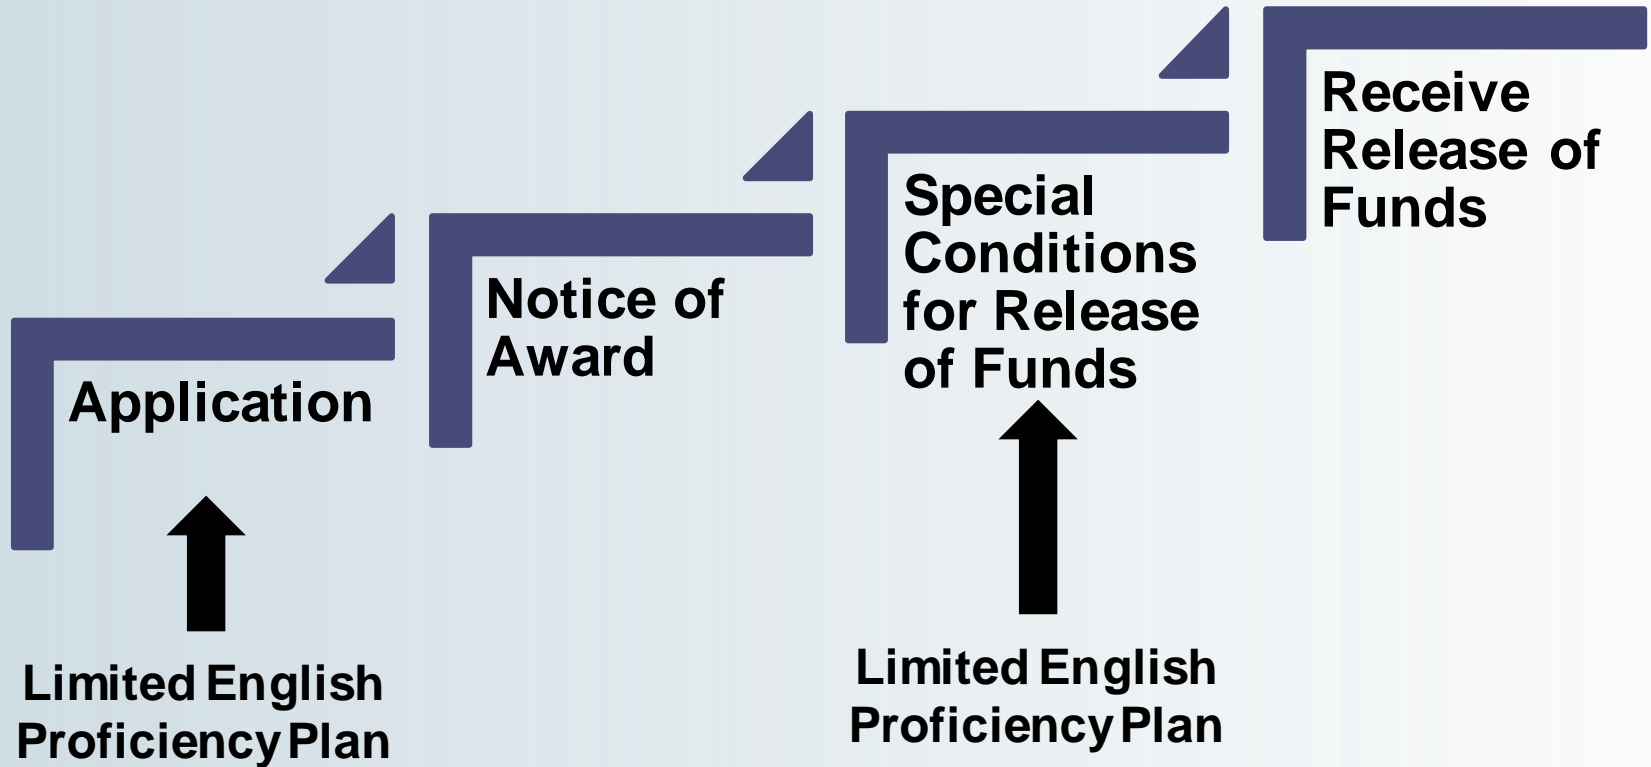 Application
Limited English
Proficiency Plan
Notice of
Award
Special
Conditions
for Release
of Funds
Limited English
Proficiency Plan
Receive
Release of
Funds